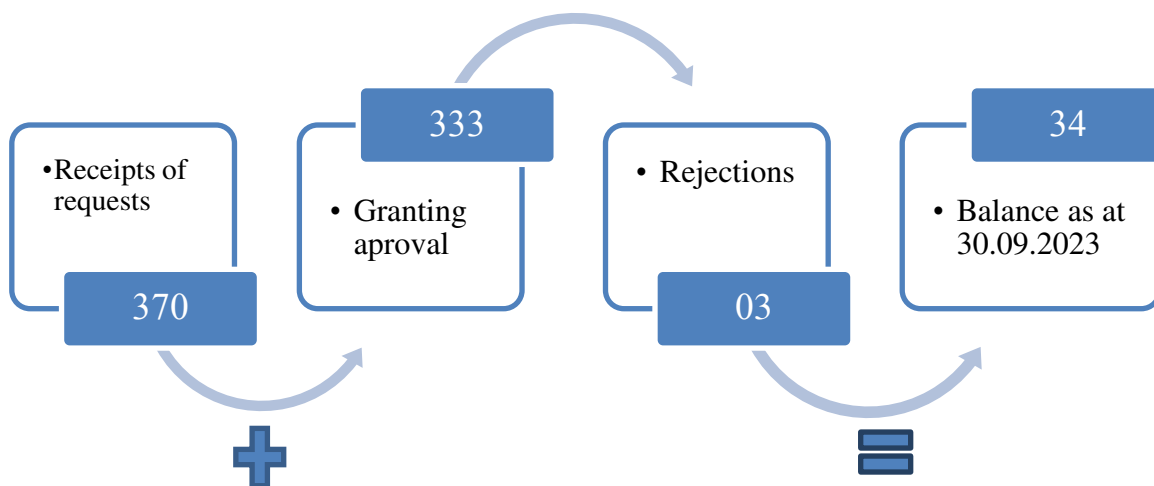 •Receipts of
requests
370
333
• Granting
aproval
• Rejections
03
34
• Balance as at
30.09.2023